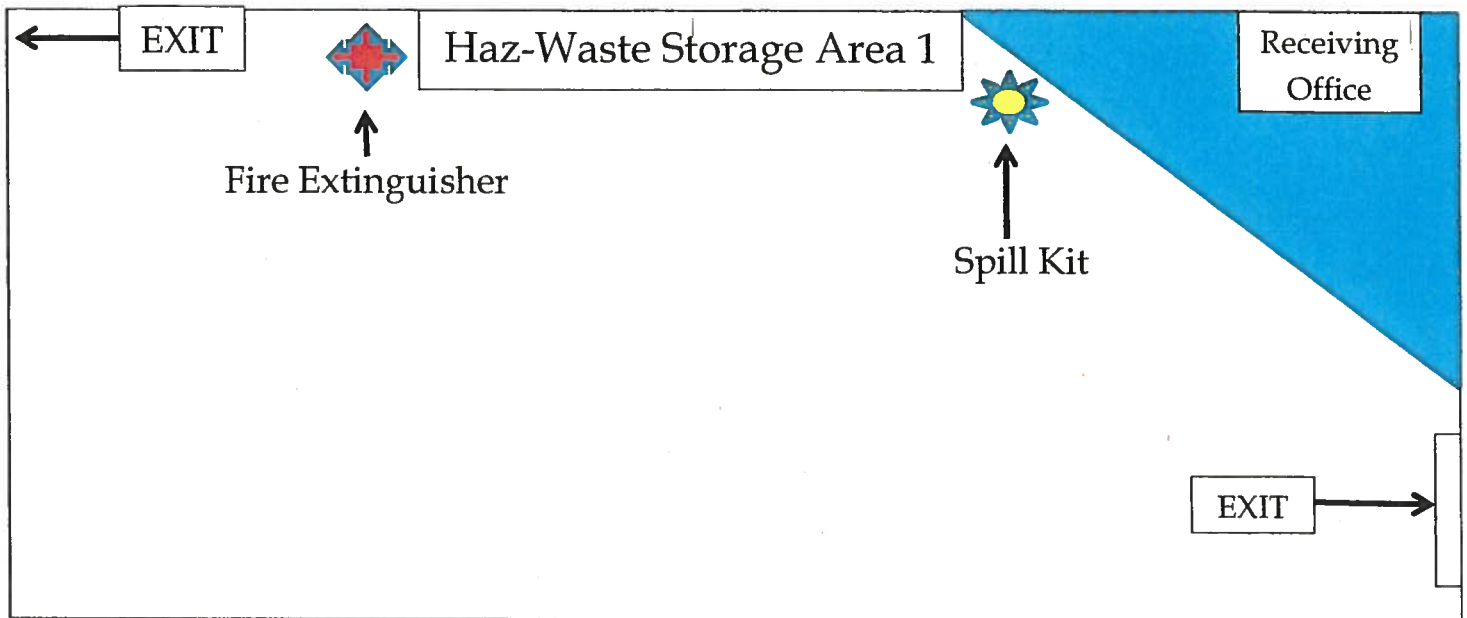 EXIT
Haz-Waste Storage Area 1
Receiving
Office
Fire Extinguisher
Spill Kit
EXIT